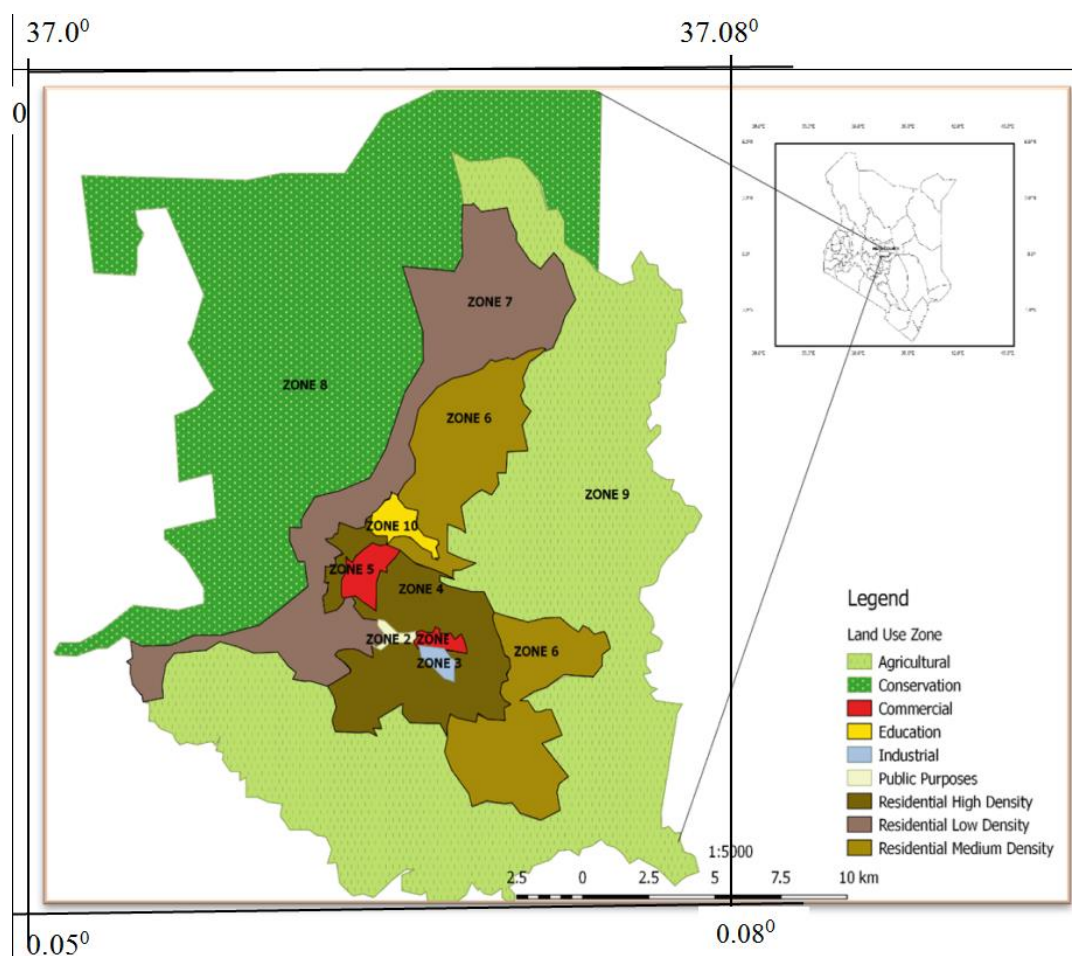 37.0⁰ 37.08⁰
0
ZONE 7
ZONE 8
ZONE 6
ZONE 9
ZONE 10
ZONE 5
ZONE 4
ZONE 2 ZONE
ZONE 6
ZONE 3
Legend
Land Use Zone
Agricultural
Conservation
Commercial
Education
Industrial
Public Purposes
Residential High Density
Residential Low Density
Residential Medium Density
1:5000
2.5 0 2.5 5 7.5 10 km
0.05⁰ 0.08⁰